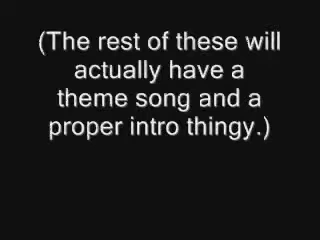 (The rest of these will
actually have a
theme song and a
proper intro thingy.)